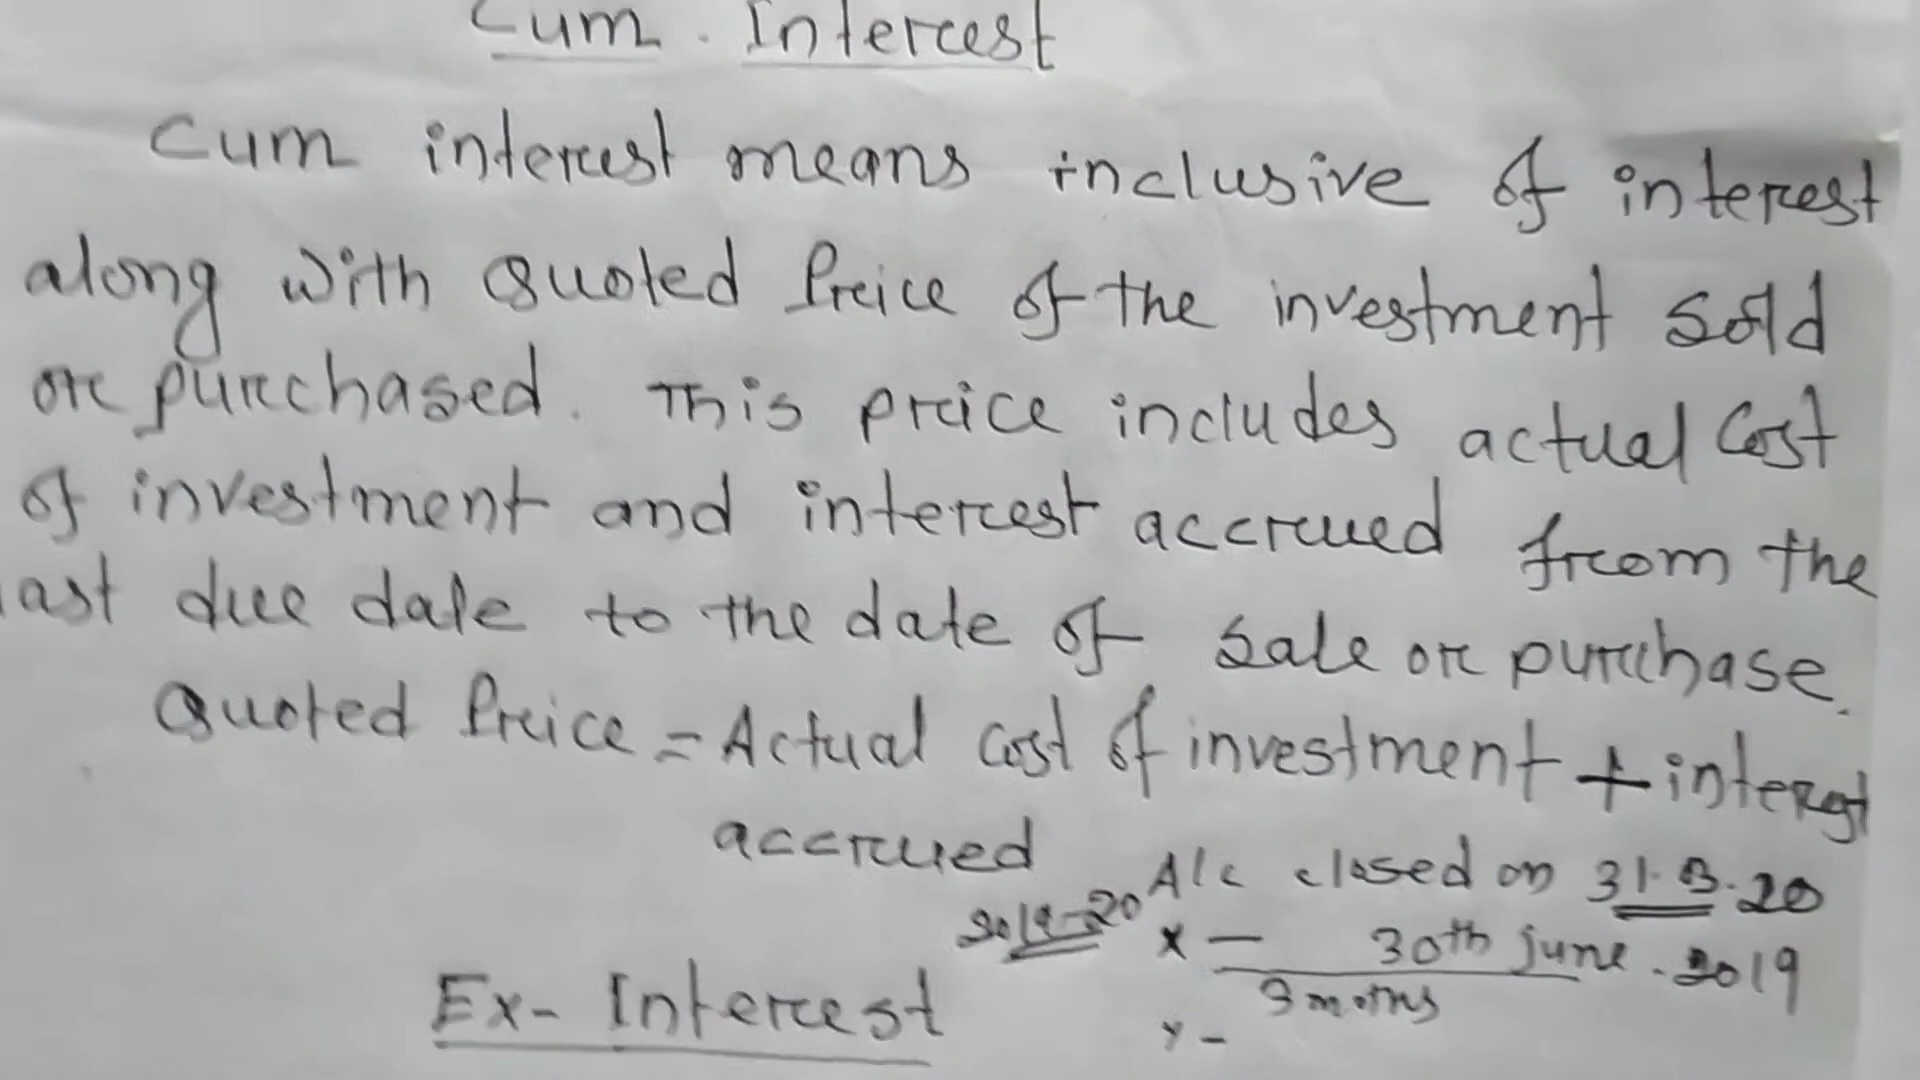 Cum. Interest
Cum interest means inclusive of interest
along with Quoted Price of the investment sold
or purchased. This price includes actual Cost
of investment and interest accrued from the
last due date to the date of sale or purchase.
Quoted Price = Actual cost of investment + interest
accrued
A/c closed on 31.3.20
2019-20
X - 30th june. 2019
9 moths
Y -
Ex- Interest